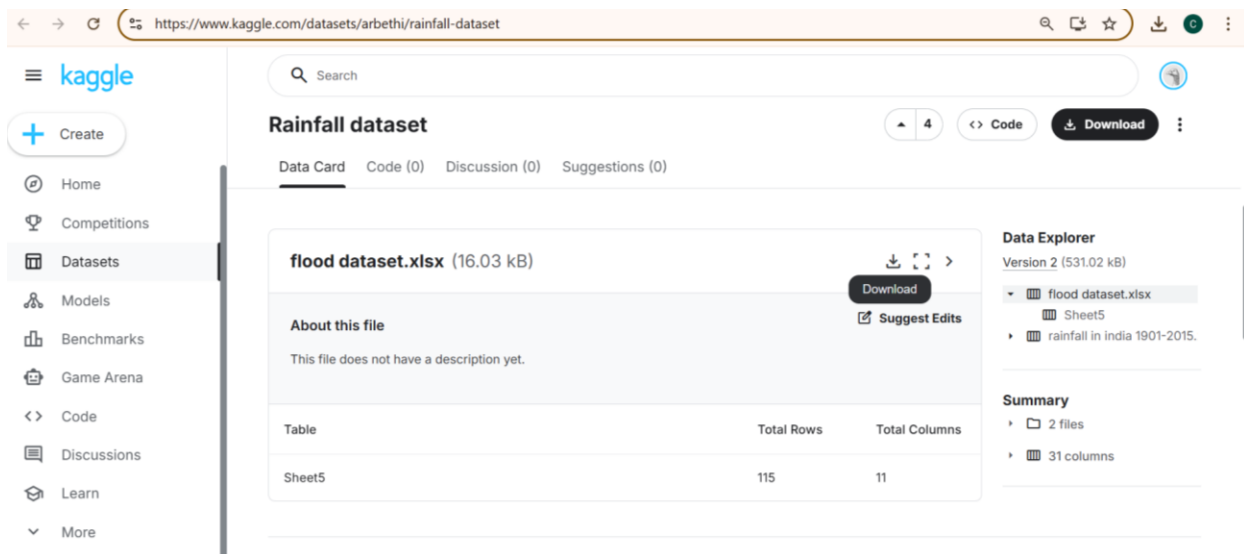 https://www.kaggle.com/datasets/arbethi/rainfall-dataset
C
kaggle
Search
Create
Rainfall dataset
4
<> Code
Download
Data Card
Code (0)
Discussion (0)
Suggestions (0)
Home
Competitions
Datasets
Models
Benchmarks
Game Arena
Code
Discussions
Learn
More
flood dataset.xlsx (16.03 kB)
Download
About this file
Suggest Edits
This file does not have a description yet.
Table
Total Rows
Total Columns
Sheet5
115
11
Data Explorer
Version 2 (531.02 kB)
flood dataset.xlsx
Sheet5
rainfall in india 1901-2015.
Summary
2 files
31 columns